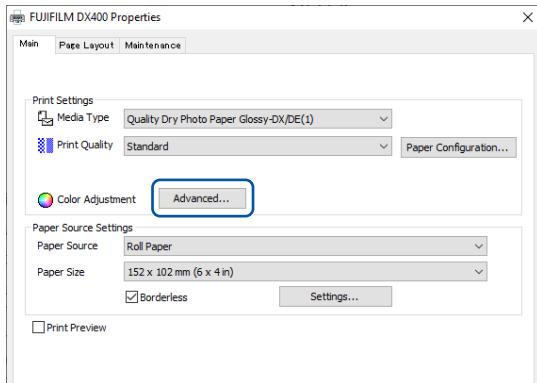 FUJIFILM DX400 Properties
Main Page Layout Maintenance
Print Settings
Media Type Quality Dry Photo Paper Glossy-DX/DE(1)
Print Quality Standard Paper Configuration...
Color Adjustment Advanced...
Paper Source Settings
Paper Source Roll Paper
Paper Size 152 x 102 mm (6 x 4 in)
Borderless Settings...
Print Preview